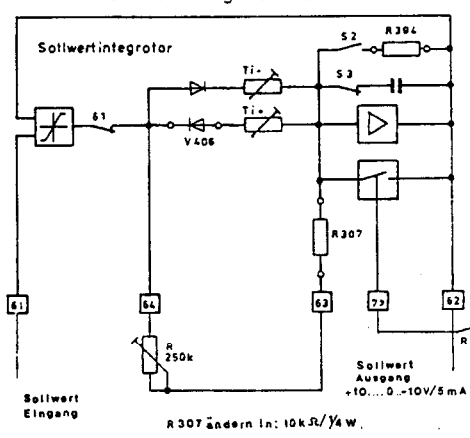 Sollwertintegrator
S2
R394
Ti-
S3
61
Ti+
V406
R307
61
64
63
79
62
R
250k
R
Sollwert
Eingang
Sollwert
Ausgang
+10....0..-10V/5mA
R307 ändern in: 10kΩ/¼W